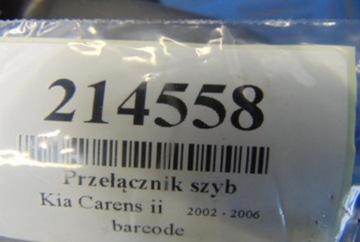 214558
Przełącznik szyb
Kia Carens ii 2002 - 2006
barcode